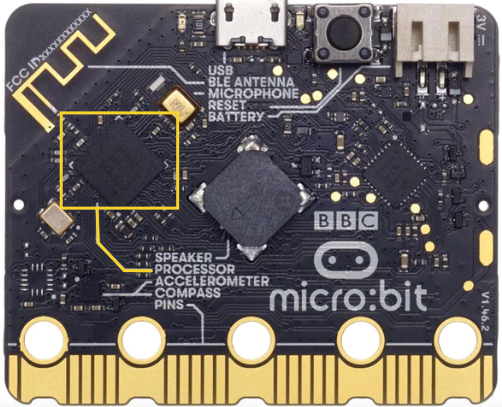 FCC ID:XXXXXXXXXXXXX
3V
USB
BLE ANTENNA
MICROPHONE
RESET
BATTERY
BBC
micro:bit
SPEAKER
PROCESSOR
ACCELEROMETER
COMPASS
PINS
V1.46.2